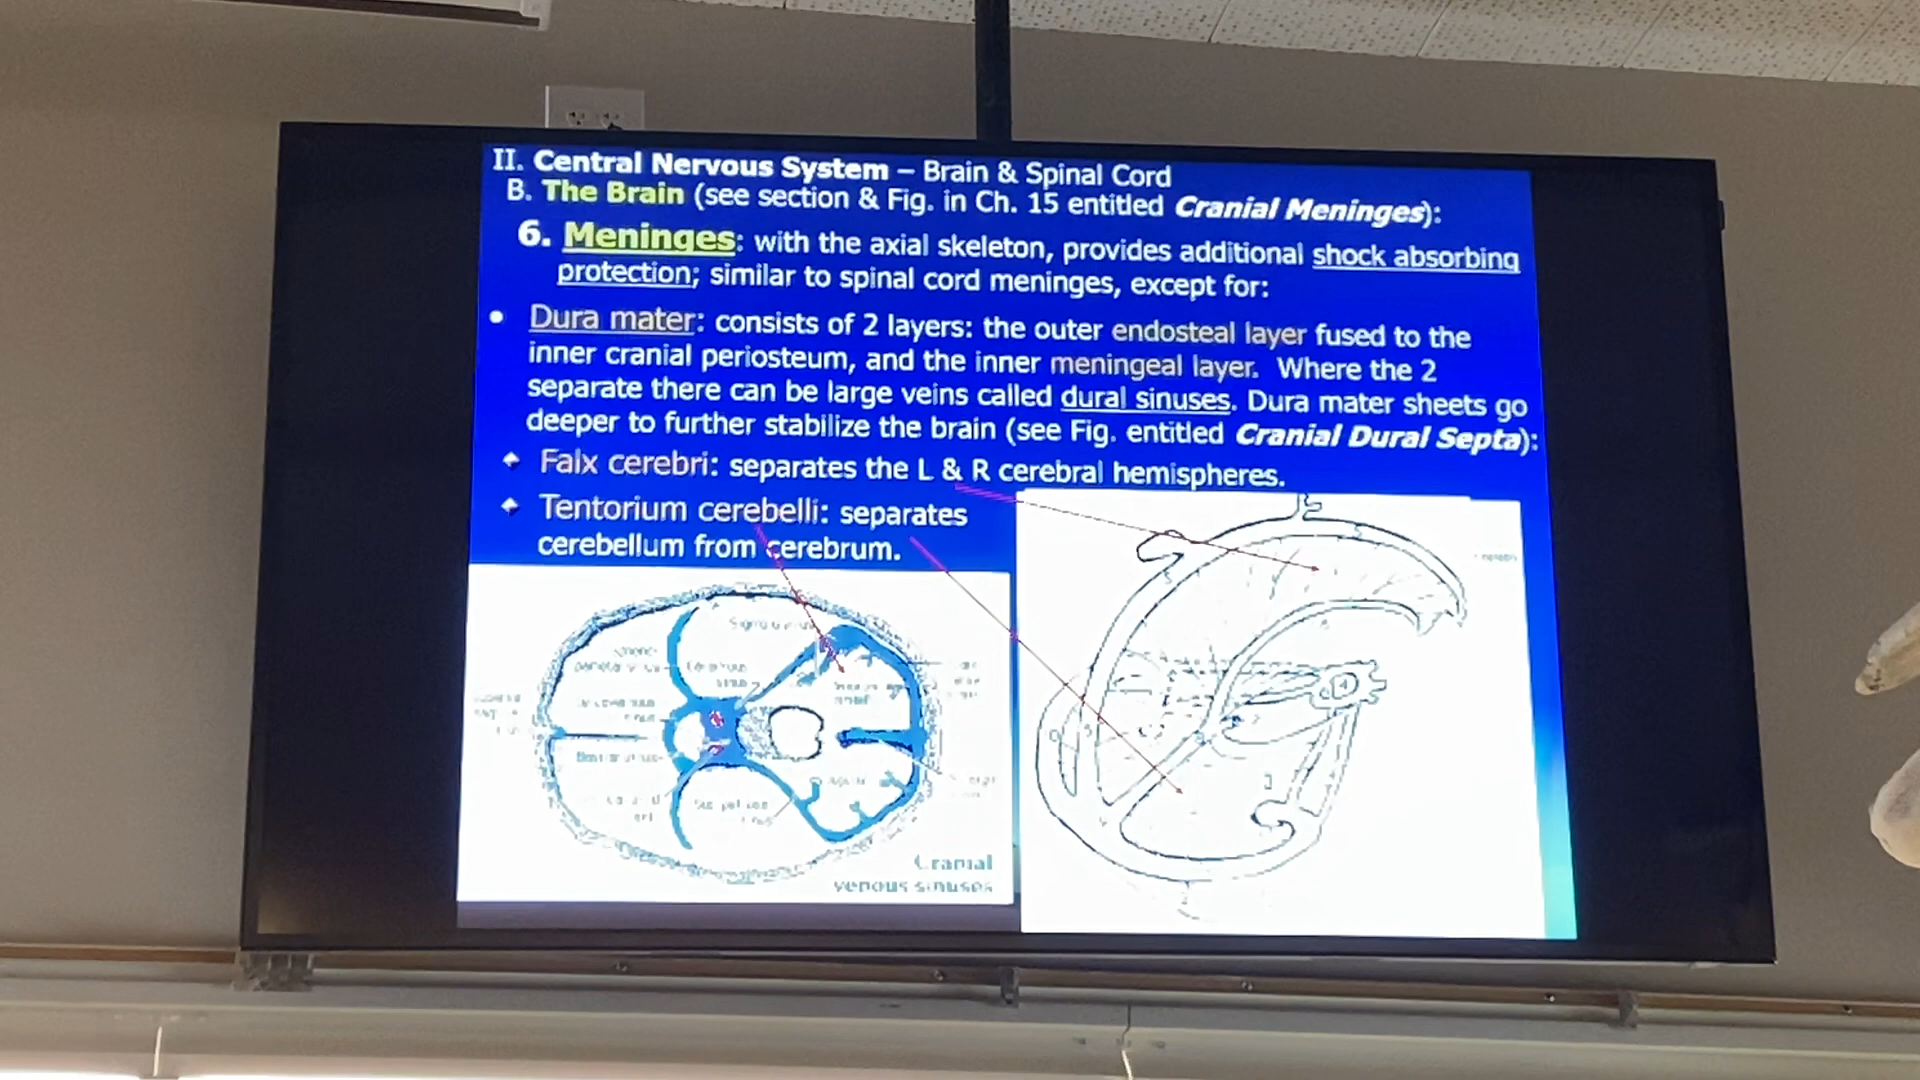 II. Central Nervous System – Brain & Spinal Cord
B. The Brain (see section & Fig. in Ch. 15 entitled Cranial Meninges):
6. Meninges: with the axial skeleton, provides additional shock absorbing
protection; similar to spinal cord meninges, except for:
• Dura mater: consists of 2 layers: the outer endosteal layer fused to the
inner cranial periosteum, and the inner meningeal layer. Where the 2
separate there can be large veins called dural sinuses. Dura mater sheets go
deeper to further stabilize the brain (see Fig. entitled Cranial Dural Septa):
Falx cerebri: separates the L & R cerebral hemispheres.
Tentorium cerebelli: separates
cerebellum from cerebrum.
Cranial
venous sinuses